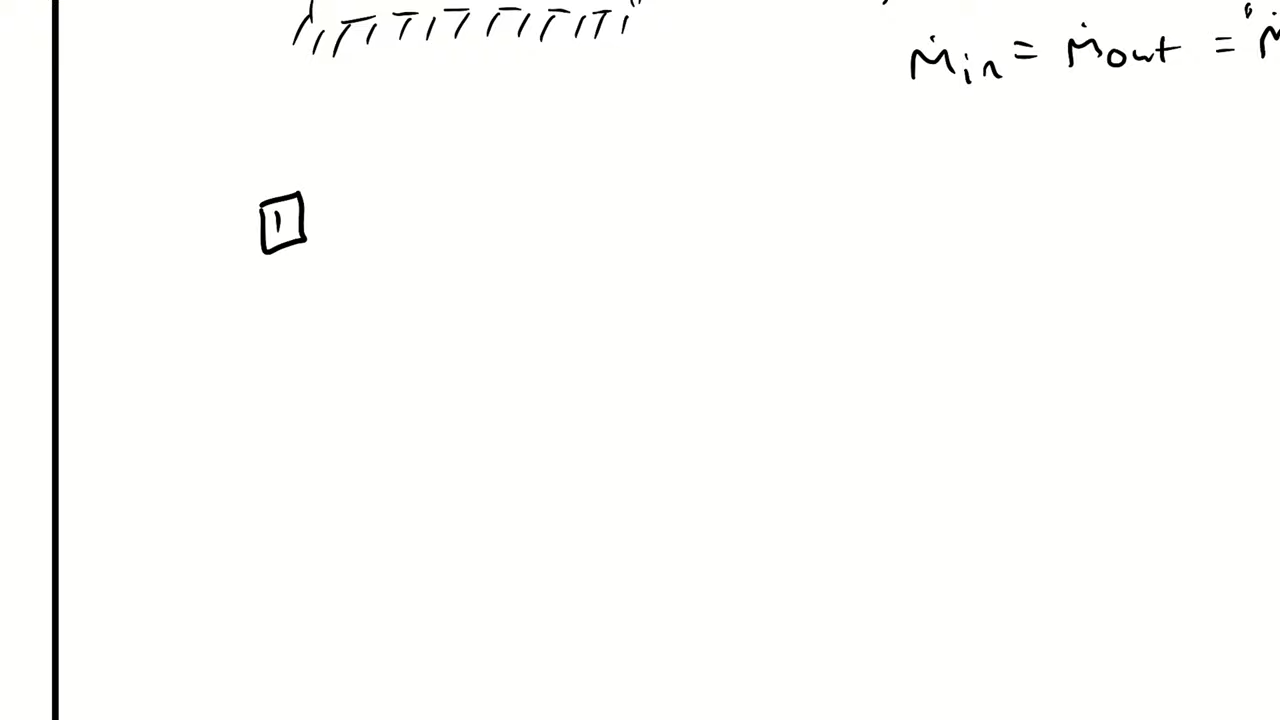 ṁin = ṁout = "ṁ
1